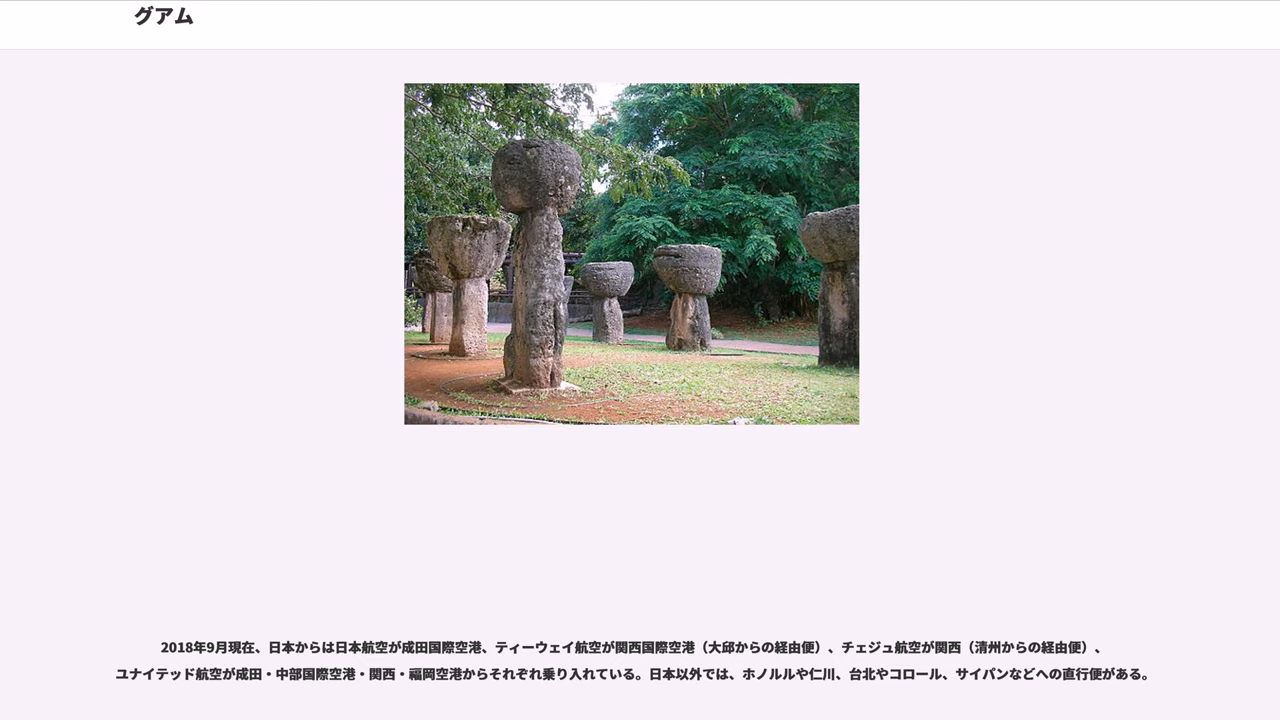 グアム
2018年9月現在、日本からは日本航空が成田国際空港、ティーウェイ航空が関西国際空港（大邱からの経由便）、チェジュ航空が関西（清州からの経由便）、
ユナイテッド航空が成田・中部国際空港・関西・福岡空港からそれぞれ乗り入れている。日本以外では、ホノルルや仁川、台北やコロール、サイパンなどへの直行便がある。